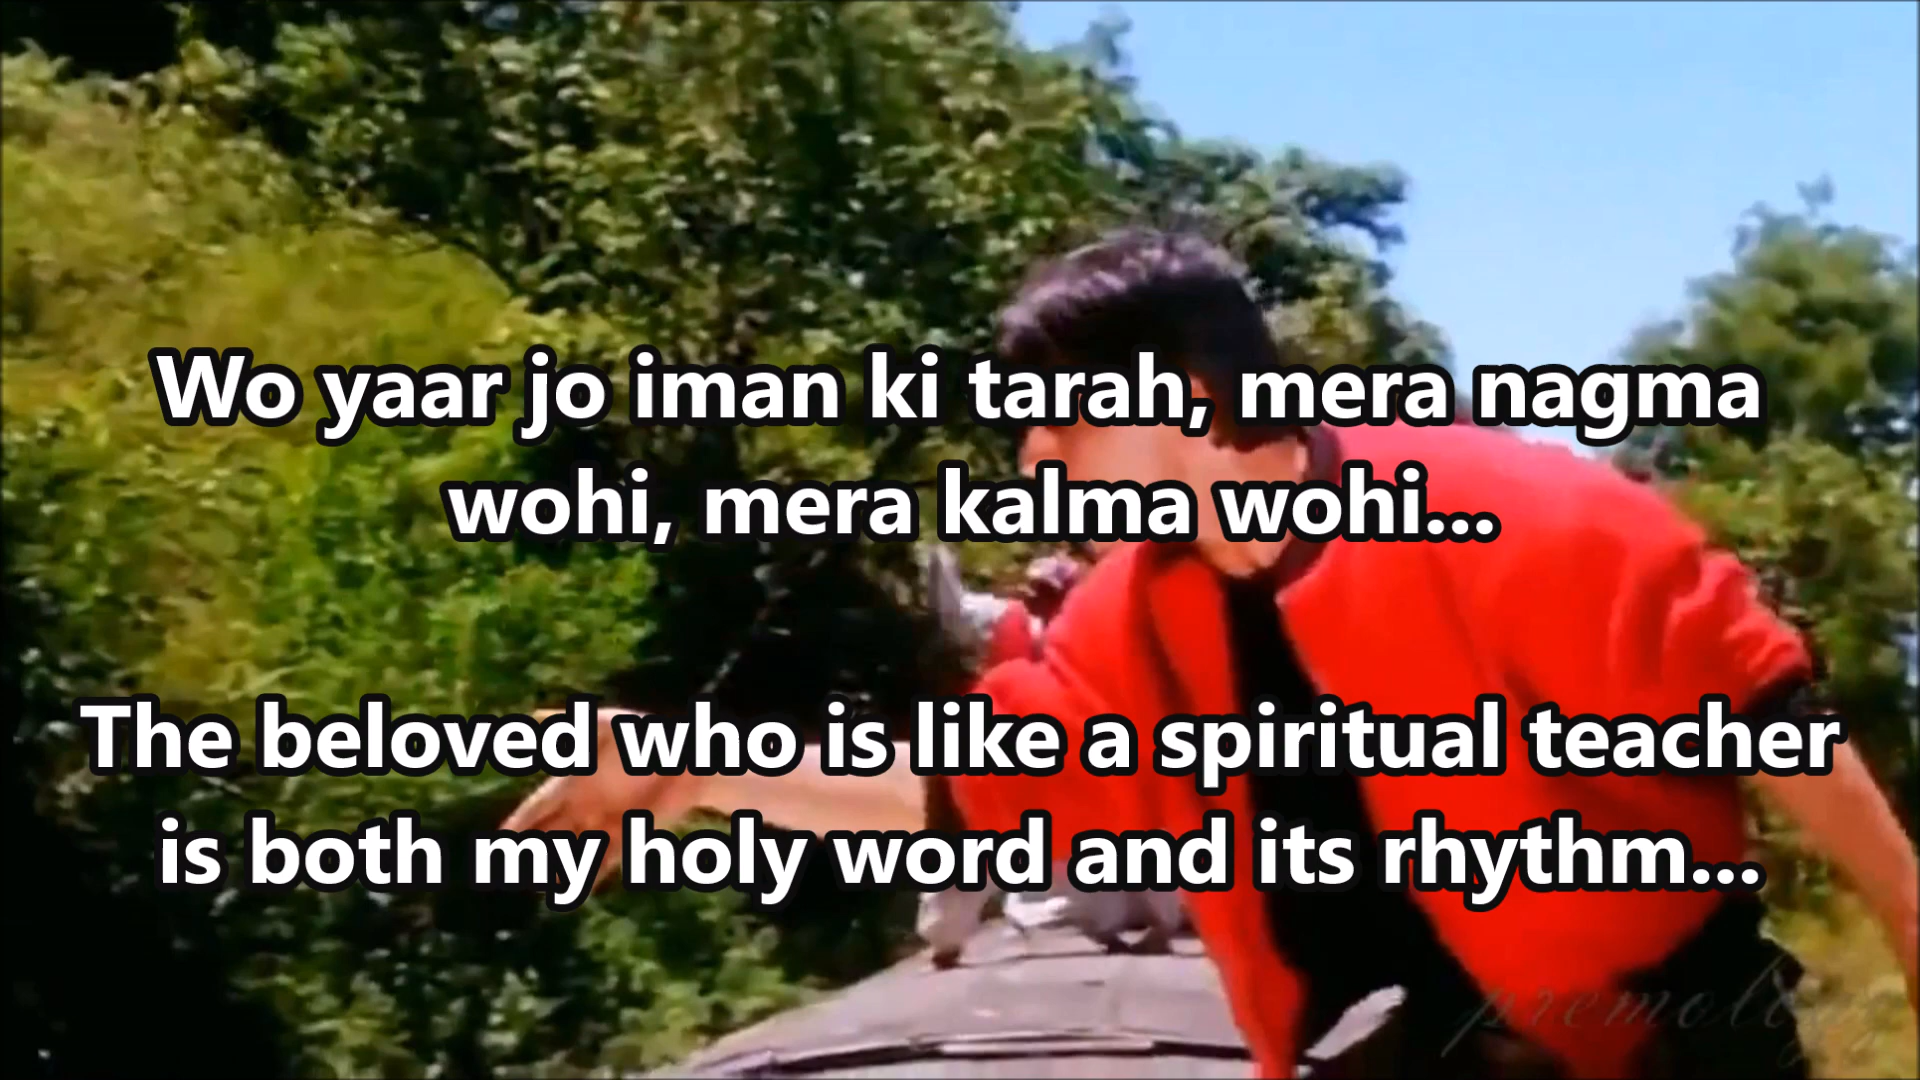 Wo yaar jo iman ki tarah, mera nagma
wohi, mera kalma wohi...
The beloved who is like a spiritual teacher
is both my holy word and its rhythm...